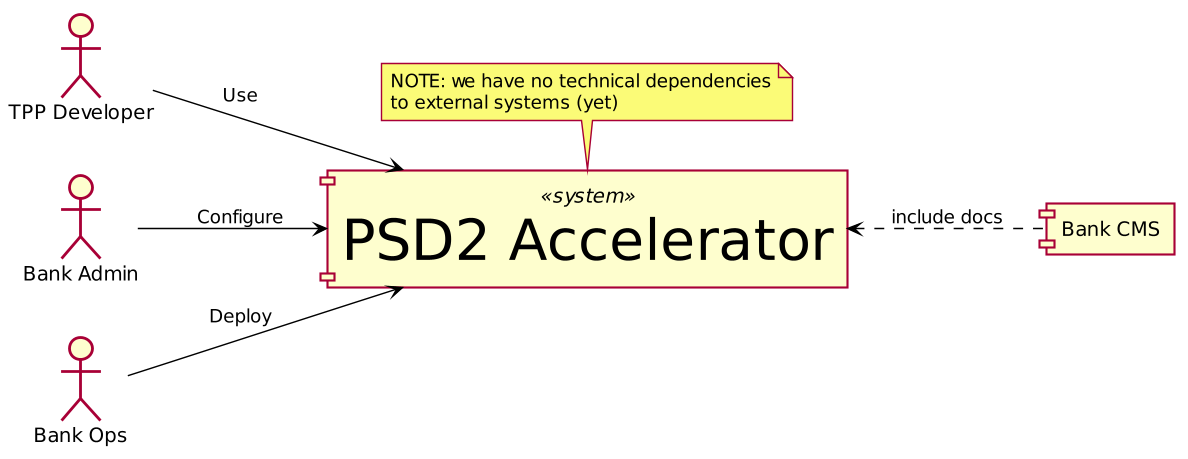 TPP Developer
Use
NOTE: we have no technical dependencies
to external systems (yet)
Bank Admin
Configure
«system»
PSD2 Accelerator
include docs
Bank CMS
Deploy
Bank Ops